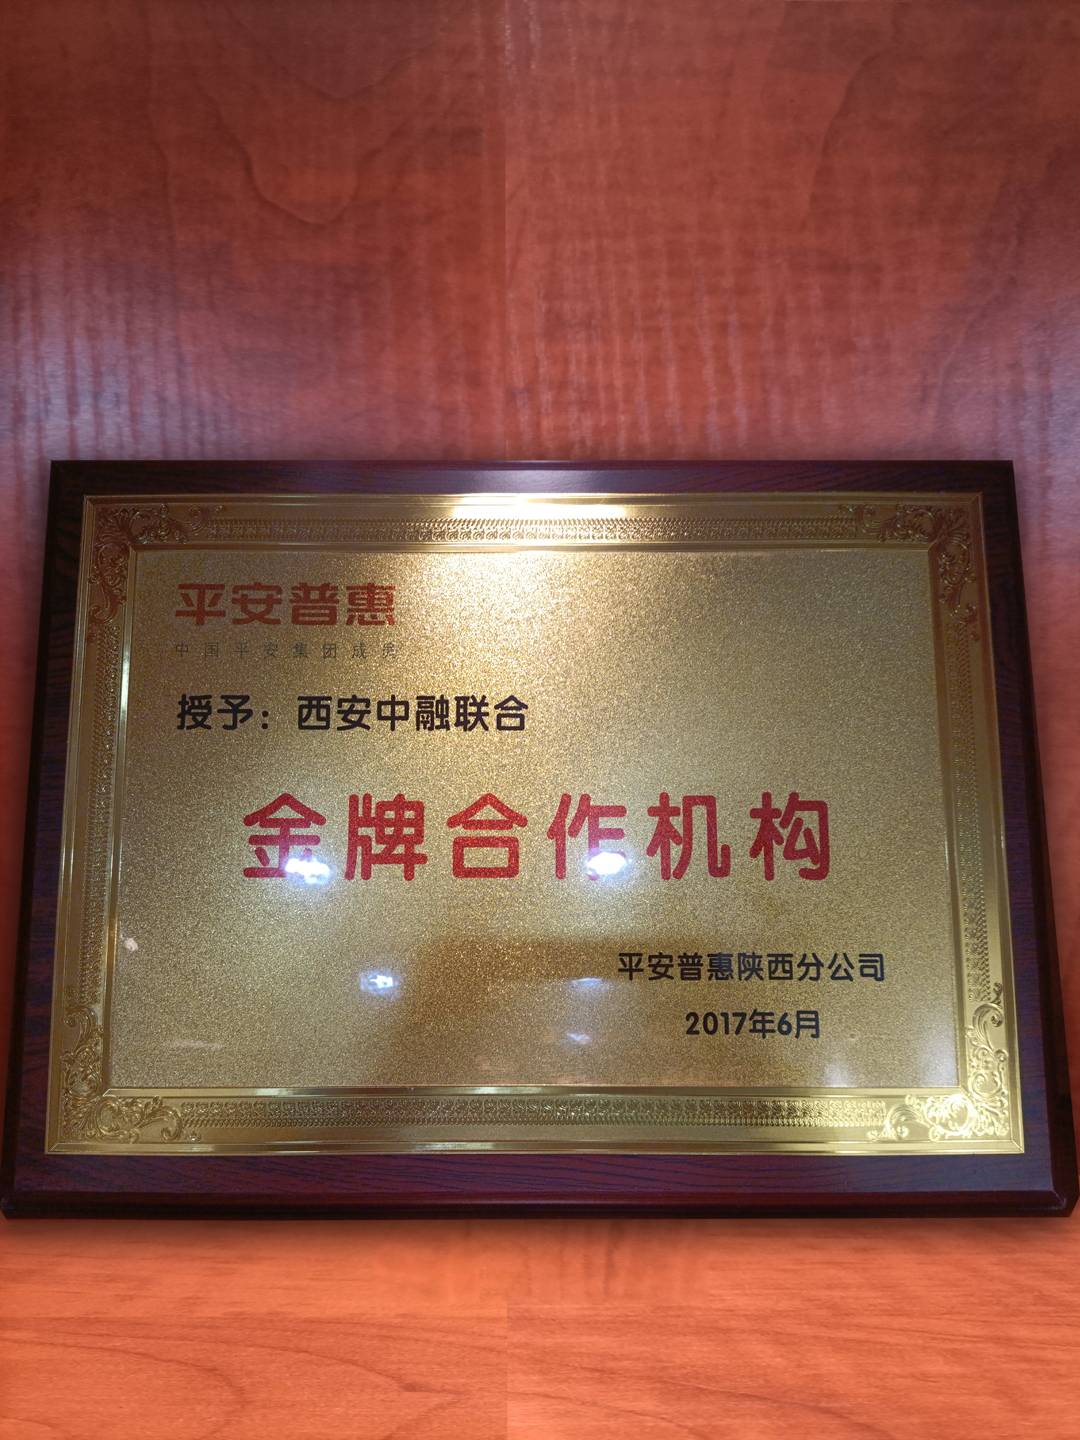 平安普惠
中国平安集团成员
授予：西安中融联合
金牌合作机构
平安普惠陕西分公司
2017年6月